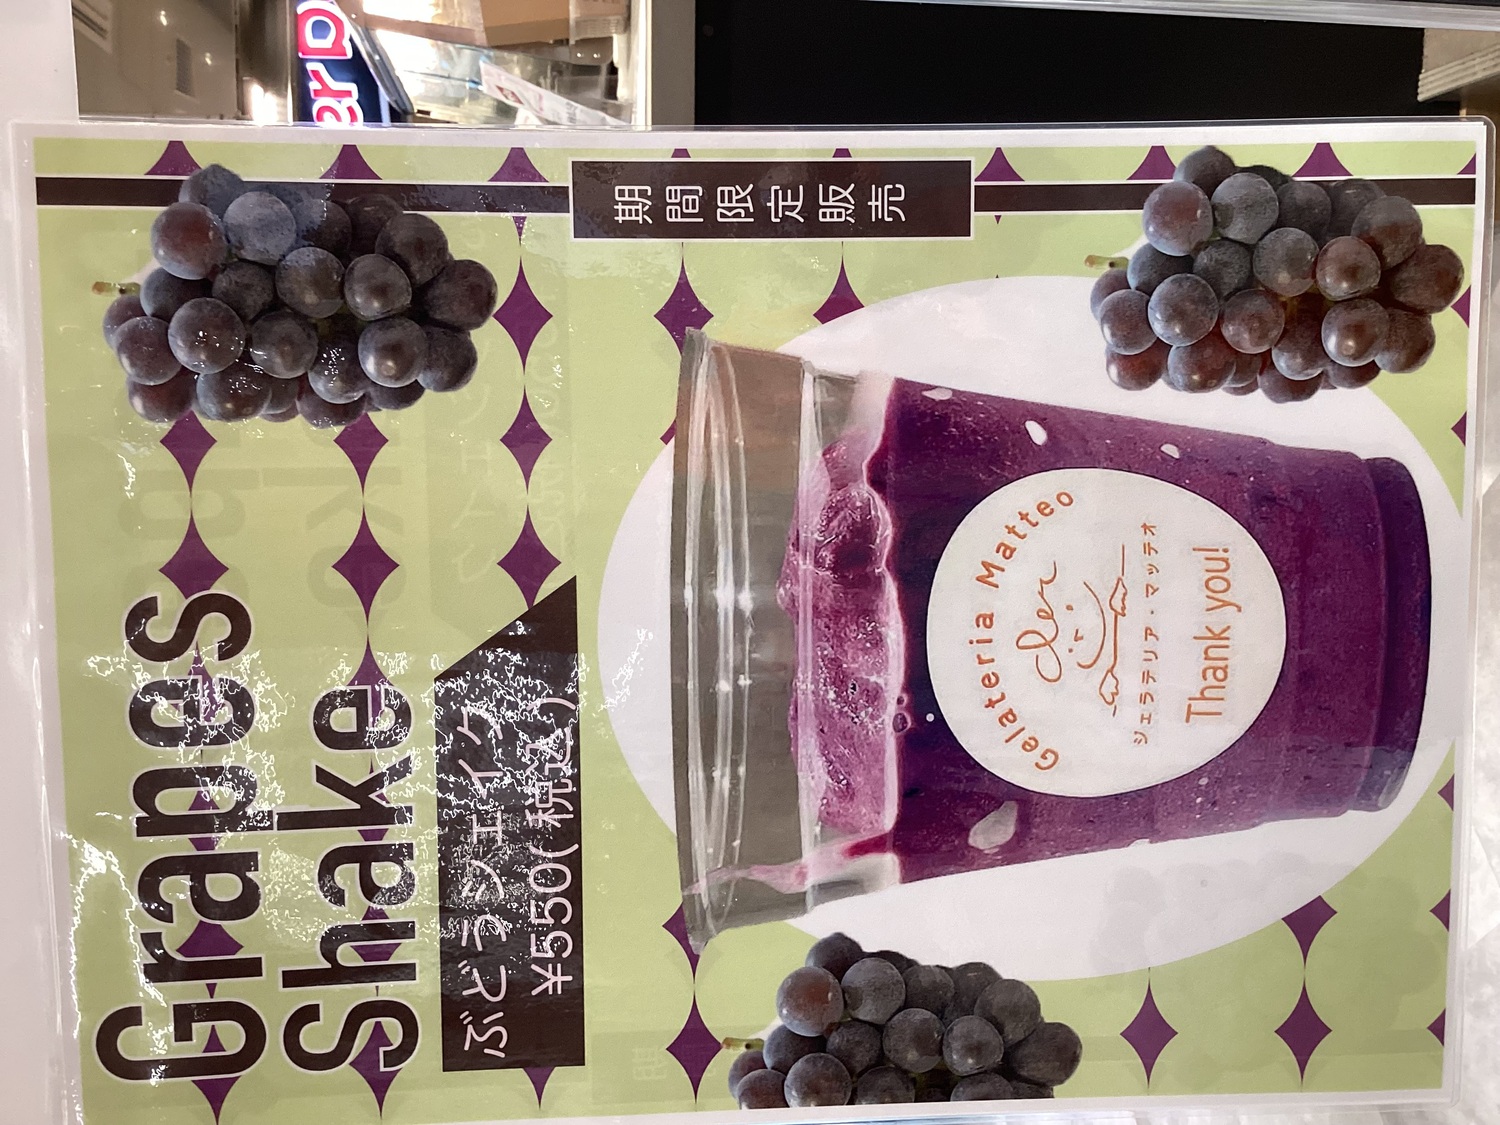 Grapes
Shake
ぶどうシェイク
¥550(税込)
期間限定販売
Gelateria Matteo
ジェラテリア・マッテオ
Thank you!